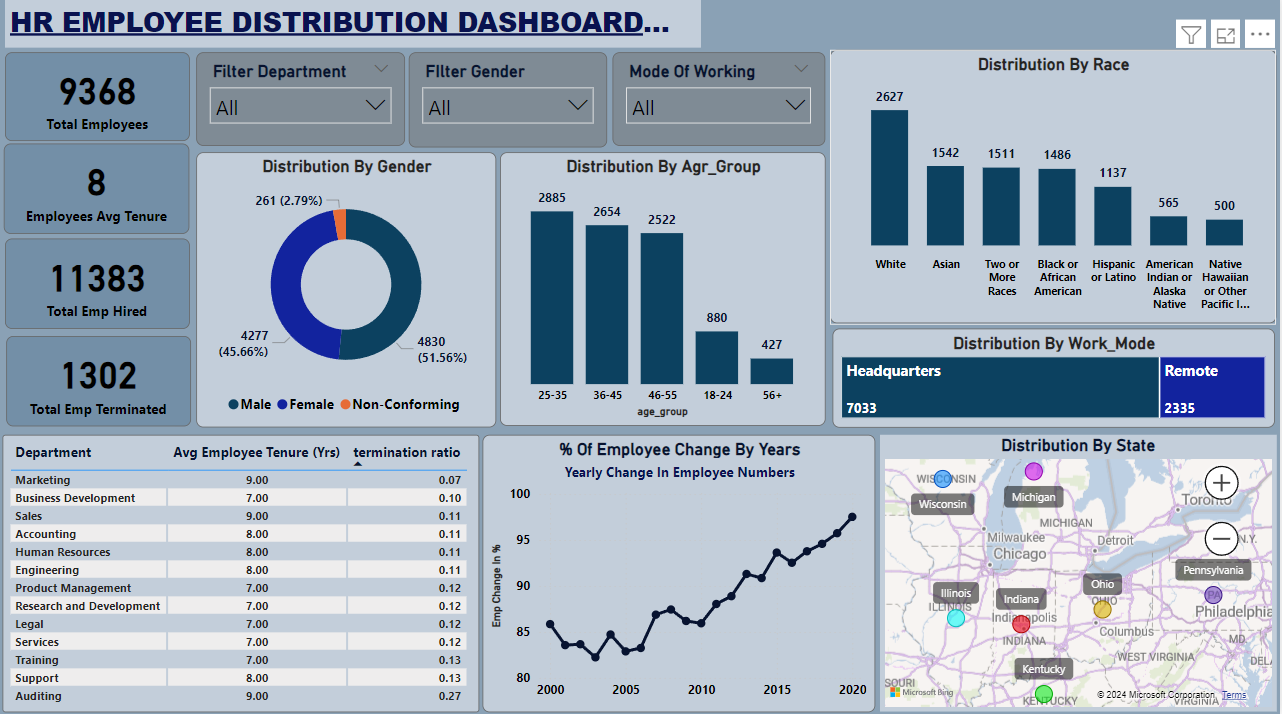 HR EMPLOYEE DISTRIBUTION DASHBOARD...
9368
Total Employees
8
Employees Avg Tenure
11383
Total Emp Hired
1302
Total Emp Terminated
Filter Department
All
FIlter Gender
All
Mode Of Working
All
Distribution By Gender
261 (2.79%)
4277
(45.66%)
4830
(51.56%)
Male Female Non-Conforming
Distribution By Agr_Group
2885
2654
2522
880
427
25-35 36-45 46-55 18-24 56+
age_group
Distribution By Race
2627
1542
1511
1486
1137
565
500
White
Asian
Two or
More
Races
Black or
African
American
Hispanic
or Latino
American
Indian or
Alaska
Native
Native
Hawaiian
or Other
Pacific I...
Distribution By Work_Mode
Headquarters
7033
Remote
2335
Department Avg Employee Tenure (Yrs) termination ratio
Marketing 9.00 0.07
Business Development 7.00 0.10
Sales 9.00 0.11
Accounting 8.00 0.11
Human Resources 8.00 0.11
Engineering 8.00 0.11
Product Management 7.00 0.12
Research and Development 7.00 0.12
Legal 7.00 0.12
Services 7.00 0.12
Training 7.00 0.13
Support 8.00 0.13
Auditing 9.00 0.27
% Of Employee Change By Years
Yearly Change In Employee Numbers
Emp Change In %
100
95
90
85
80
2000 2005 2010 2015 2020
Distribution By State
WISCONSIN
Wisconsin
Michigan
MICHIGAN
Toronto
Milwaukee
Chicago
Detroit
N.Y.
Pennsylvania
PA
Illinois
ILLINOIS
Indiana
Indianapolis
INDIANA
Ohio
OHIO
Columbus
Philadelphia
MD.
DEL.
WEST VIRGINIA
Kentucky
KENTUCKY
SOURI
VIRGINIA
Microsoft Bing
© 2024 Microsoft Corporation Terms